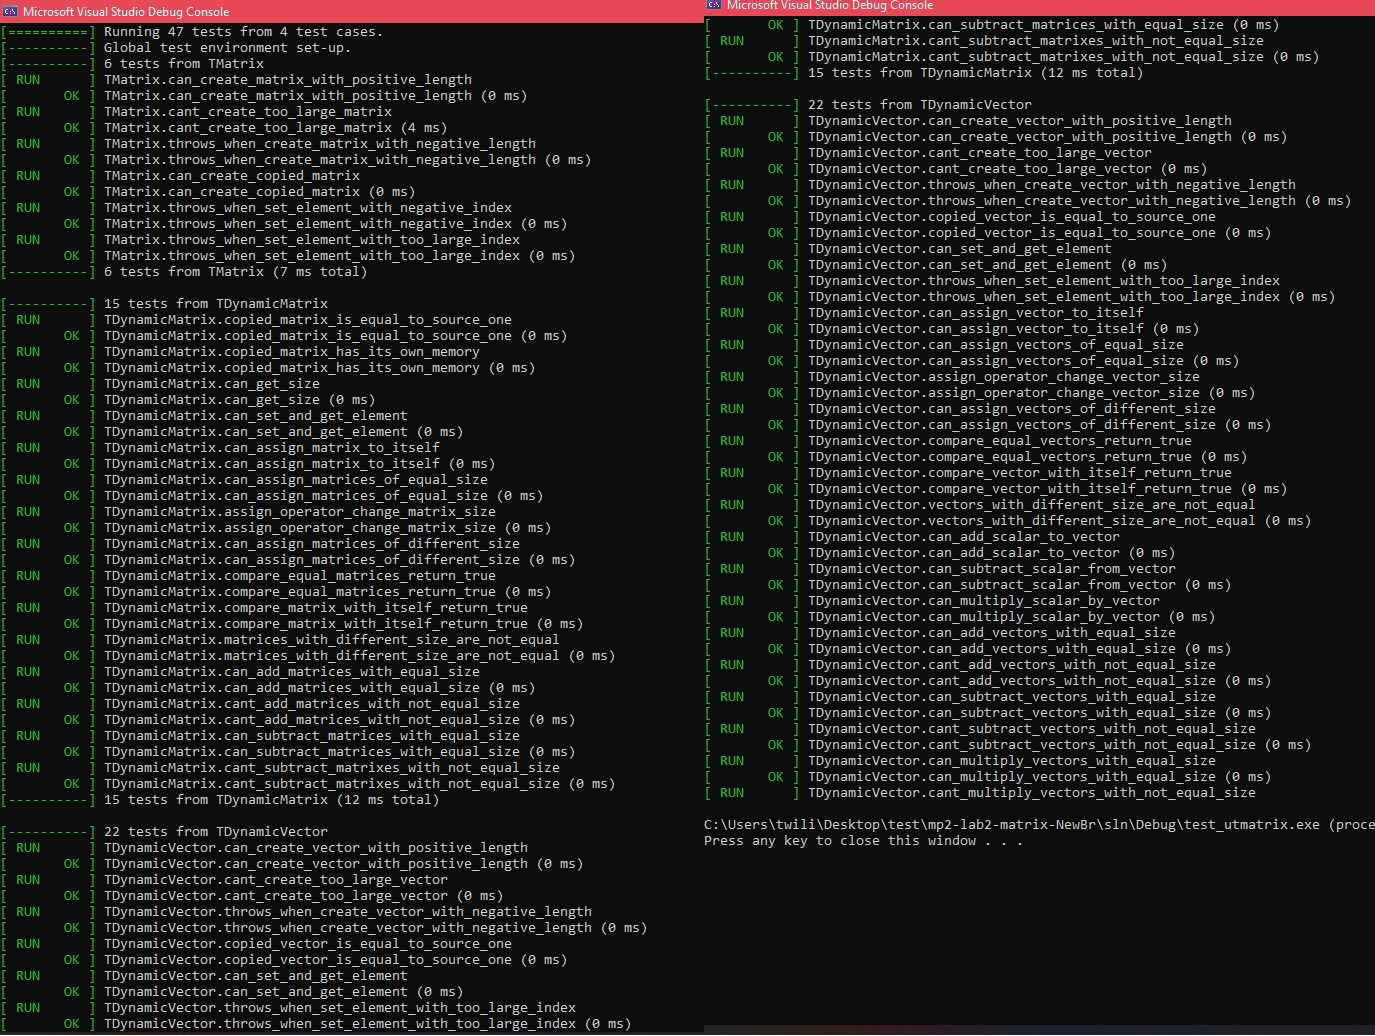 Microsoft Visual Studio Debug Console
[==========] Running 47 tests from 4 test cases.
[----------] Global test environment set-up.
[----------] 6 tests from TMatrix
[ RUN      ] TMatrix.can_create_matrix_with_positive_length
[       OK ] TMatrix.can_create_matrix_with_positive_length (0 ms)
[ RUN      ] TMatrix.cant_create_too_large_matrix
[       OK ] TMatrix.cant_create_too_large_matrix (4 ms)
[ RUN      ] TMatrix.throws_when_create_matrix_with_negative_length
[       OK ] TMatrix.throws_when_create_matrix_with_negative_length (0 ms)
[ RUN      ] TMatrix.can_create_copied_matrix
[       OK ] TMatrix.can_create_copied_matrix (0 ms)
[ RUN      ] TMatrix.throws_when_set_element_with_negative_index
[       OK ] TMatrix.throws_when_set_element_with_negative_index (0 ms)
[ RUN      ] TMatrix.throws_when_set_element_with_too_large_index
[       OK ] TMatrix.throws_when_set_element_with_too_large_index (0 ms)
[----------] 6 tests from TMatrix (7 ms total)
[----------] 15 tests from TDynamicMatrix
[ RUN      ] TDynamicMatrix.copied_matrix_is_equal_to_source_one
[       OK ] TDynamicMatrix.copied_matrix_is_equal_to_source_one (0 ms)
[ RUN      ] TDynamicMatrix.copied_matrix_has_its_own_memory
[       OK ] TDynamicMatrix.copied_matrix_has_its_own_memory (0 ms)
[ RUN      ] TDynamicMatrix.can_get_size
[       OK ] TDynamicMatrix.can_get_size (0 ms)
[ RUN      ] TDynamicMatrix.can_set_and_get_element
[       OK ] TDynamicMatrix.can_set_and_get_element (0 ms)
[ RUN      ] TDynamicMatrix.can_assign_matrix_to_itself
[       OK ] TDynamicMatrix.can_assign_matrix_to_itself (0 ms)
[ RUN      ] TDynamicMatrix.can_assign_matrices_of_equal_size
[       OK ] TDynamicMatrix.can_assign_matrices_of_equal_size (0 ms)
[ RUN      ] TDynamicMatrix.assign_operator_change_matrix_size
[       OK ] TDynamicMatrix.assign_operator_change_matrix_size (0 ms)
[ RUN      ] TDynamicMatrix.can_assign_matrices_of_different_size
[       OK ] TDynamicMatrix.can_assign_matrices_of_different_size (0 ms)
[ RUN      ] TDynamicMatrix.compare_equal_matrices_return_true
[       OK ] TDynamicMatrix.compare_equal_matrices_return_true (0 ms)
[ RUN      ] TDynamicMatrix.compare_matrix_with_itself_return_true
[       OK ] TDynamicMatrix.compare_matrix_with_itself_return_true (0 ms)
[ RUN      ] TDynamicMatrix.matrices_with_different_size_are_not_equal
[       OK ] TDynamicMatrix.matrices_with_different_size_are_not_equal (0 ms)
[ RUN      ] TDynamicMatrix.can_add_matrices_with_equal_size
[       OK ] TDynamicMatrix.can_add_matrices_with_equal_size (0 ms)
[ RUN      ] TDynamicMatrix.cant_add_matrices_with_not_equal_size
[       OK ] TDynamicMatrix.cant_add_matrices_with_not_equal_size (0 ms)
[ RUN      ] TDynamicMatrix.can_subtract_matrices_with_equal_size
[       OK ] TDynamicMatrix.can_subtract_matrices_with_equal_size (0 ms)
[ RUN      ] TDynamicMatrix.cant_subtract_matrixes_with_not_equal_size
[       OK ] TDynamicMatrix.cant_subtract_matrixes_with_not_equal_size (0 ms)
[----------] 15 tests from TDynamicMatrix (12 ms total)
[----------] 22 tests from TDynamicVector
[ RUN      ] TDynamicVector.can_create_vector_with_positive_length
[       OK ] TDynamicVector.can_create_vector_with_positive_length (0 ms)
[ RUN      ] TDynamicVector.cant_create_too_large_vector
[       OK ] TDynamicVector.cant_create_too_large_vector (0 ms)
[ RUN      ] TDynamicVector.throws_when_create_vector_with_negative_length
[       OK ] TDynamicVector.throws_when_create_vector_with_negative_length (0 ms)
[ RUN      ] TDynamicVector.copied_vector_is_equal_to_source_one
[       OK ] TDynamicVector.copied_vector_is_equal_to_source_one (0 ms)
[ RUN      ] TDynamicVector.can_set_and_get_element
[       OK ] TDynamicVector.can_set_and_get_element (0 ms)
[ RUN      ] TDynamicVector.throws_when_set_element_with_too_large_index
[       OK ] TDynamicVector.throws_when_set_element_with_too_large_index (0 ms)
Microsoft Visual Studio Debug Console
[       OK ] TDynamicMatrix.can_subtract_matrices_with_equal_size (0 ms)
[ RUN      ] TDynamicMatrix.cant_subtract_matrixes_with_not_equal_size
[       OK ] TDynamicMatrix.cant_subtract_matrixes_with_not_equal_size (0 ms)
[----------] 15 tests from TDynamicMatrix (12 ms total)
[----------] 22 tests from TDynamicVector
[ RUN      ] TDynamicVector.can_create_vector_with_positive_length
[       OK ] TDynamicVector.can_create_vector_with_positive_length (0 ms)
[ RUN      ] TDynamicVector.cant_create_too_large_vector
[       OK ] TDynamicVector.cant_create_too_large_vector (0 ms)
[ RUN      ] TDynamicVector.throws_when_create_vector_with_negative_length
[       OK ] TDynamicVector.throws_when_create_vector_with_negative_length (0 ms)
[ RUN      ] TDynamicVector.copied_vector_is_equal_to_source_one
[       OK ] TDynamicVector.copied_vector_is_equal_to_source_one (0 ms)
[ RUN      ] TDynamicVector.can_set_and_get_element
[       OK ] TDynamicVector.can_set_and_get_element (0 ms)
[ RUN      ] TDynamicVector.throws_when_set_element_with_too_large_index
[       OK ] TDynamicVector.throws_when_set_element_with_too_large_index (0 ms)
[ RUN      ] TDynamicVector.can_assign_vector_to_itself
[       OK ] TDynamicVector.can_assign_vector_to_itself (0 ms)
[ RUN      ] TDynamicVector.can_assign_vectors_of_equal_size
[       OK ] TDynamicVector.can_assign_vectors_of_equal_size (0 ms)
[ RUN      ] TDynamicVector.assign_operator_change_vector_size
[       OK ] TDynamicVector.assign_operator_change_vector_size (0 ms)
[ RUN      ] TDynamicVector.can_assign_vectors_of_different_size
[       OK ] TDynamicVector.can_assign_vectors_of_different_size (0 ms)
[ RUN      ] TDynamicVector.compare_equal_vectors_return_true
[       OK ] TDynamicVector.compare_equal_vectors_return_true (0 ms)
[ RUN      ] TDynamicVector.compare_vector_with_itself_return_true
[       OK ] TDynamicVector.compare_vector_with_itself_return_true (0 ms)
[ RUN      ] TDynamicVector.vectors_with_different_size_are_not_equal
[       OK ] TDynamicVector.vectors_with_different_size_are_not_equal (0 ms)
[ RUN      ] TDynamicVector.can_add_scalar_to_vector
[       OK ] TDynamicVector.can_add_scalar_to_vector (0 ms)
[ RUN      ] TDynamicVector.can_subtract_scalar_from_vector
[       OK ] TDynamicVector.can_subtract_scalar_from_vector (0 ms)
[ RUN      ] TDynamicVector.can_multiply_scalar_by_vector
[       OK ] TDynamicVector.can_multiply_scalar_by_vector (0 ms)
[ RUN      ] TDynamicVector.can_add_vectors_with_equal_size
[       OK ] TDynamicVector.can_add_vectors_with_equal_size (0 ms)
[ RUN      ] TDynamicVector.cant_add_vectors_with_not_equal_size
[       OK ] TDynamicVector.cant_add_vectors_with_not_equal_size (0 ms)
[ RUN      ] TDynamicVector.can_subtract_vectors_with_equal_size
[       OK ] TDynamicVector.can_subtract_vectors_with_equal_size (0 ms)
[ RUN      ] TDynamicVector.cant_subtract_vectors_with_not_equal_size
[       OK ] TDynamicVector.cant_subtract_vectors_with_not_equal_size (0 ms)
[ RUN      ] TDynamicVector.can_multiply_vectors_with_equal_size
[       OK ] TDynamicVector.can_multiply_vectors_with_equal_size (0 ms)
[ RUN      ] TDynamicVector.cant_multiply_vectors_with_not_equal_size
C:\Users\twili\Desktop\test\mp2-lab2-matrix-NewBr\sln\Debug\test_utmatrix.exe (proce
Press any key to close this window . . .